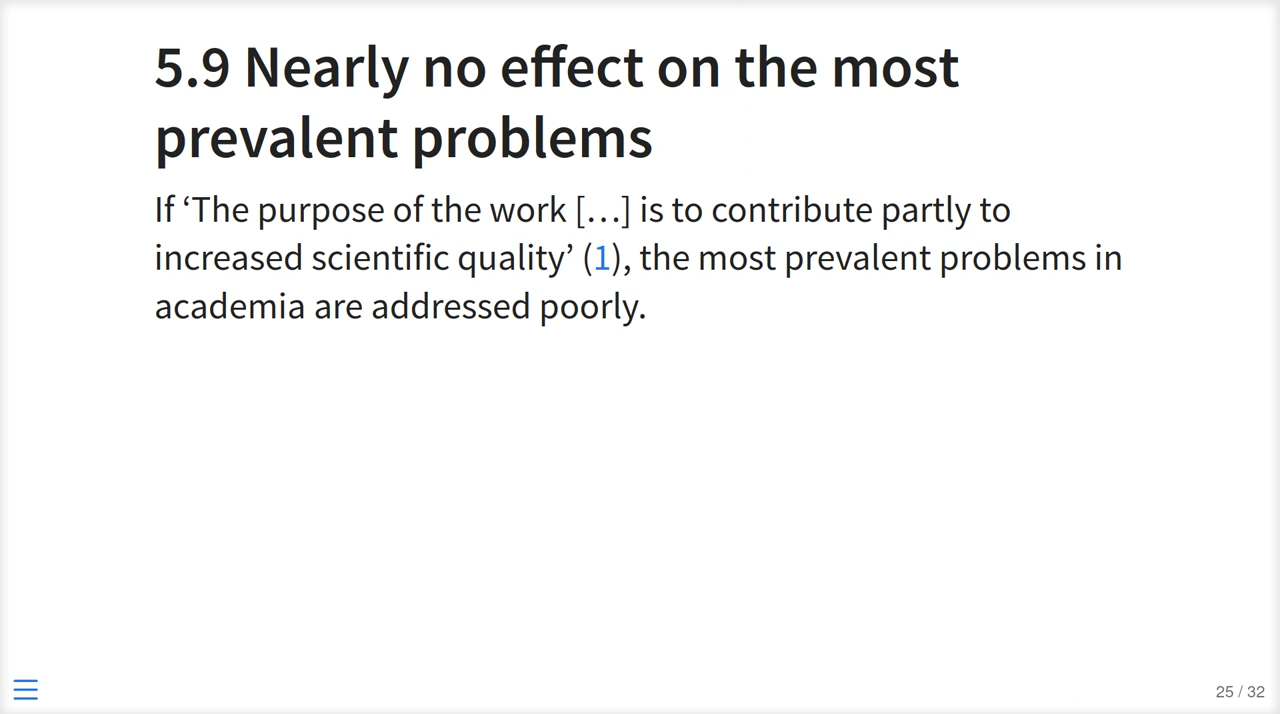 5.9 Nearly no effect on the most
prevalent problems
If ‘The purpose of the work […] is to contribute partly to
increased scientific quality’ (1), the most prevalent problems in
academia are addressed poorly.
25 / 32